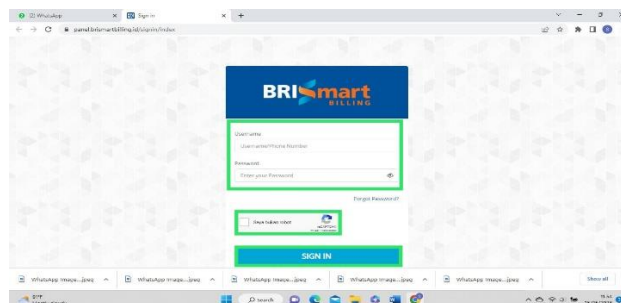 (2) WhatsApp
Sign in
panel.brismartbilling.id/signin/index
BRISmart
BILLING
Username
Username/Phone Number
Password
Enter your Password
Forgot Password?
Saya bukan robot
SIGN IN
WhatsApp Image....jpeg
WhatsApp Image....jpeg
WhatsApp Image....jpeg
WhatsApp Image....jpeg
WhatsApp Image....jpeg
Show all
Search